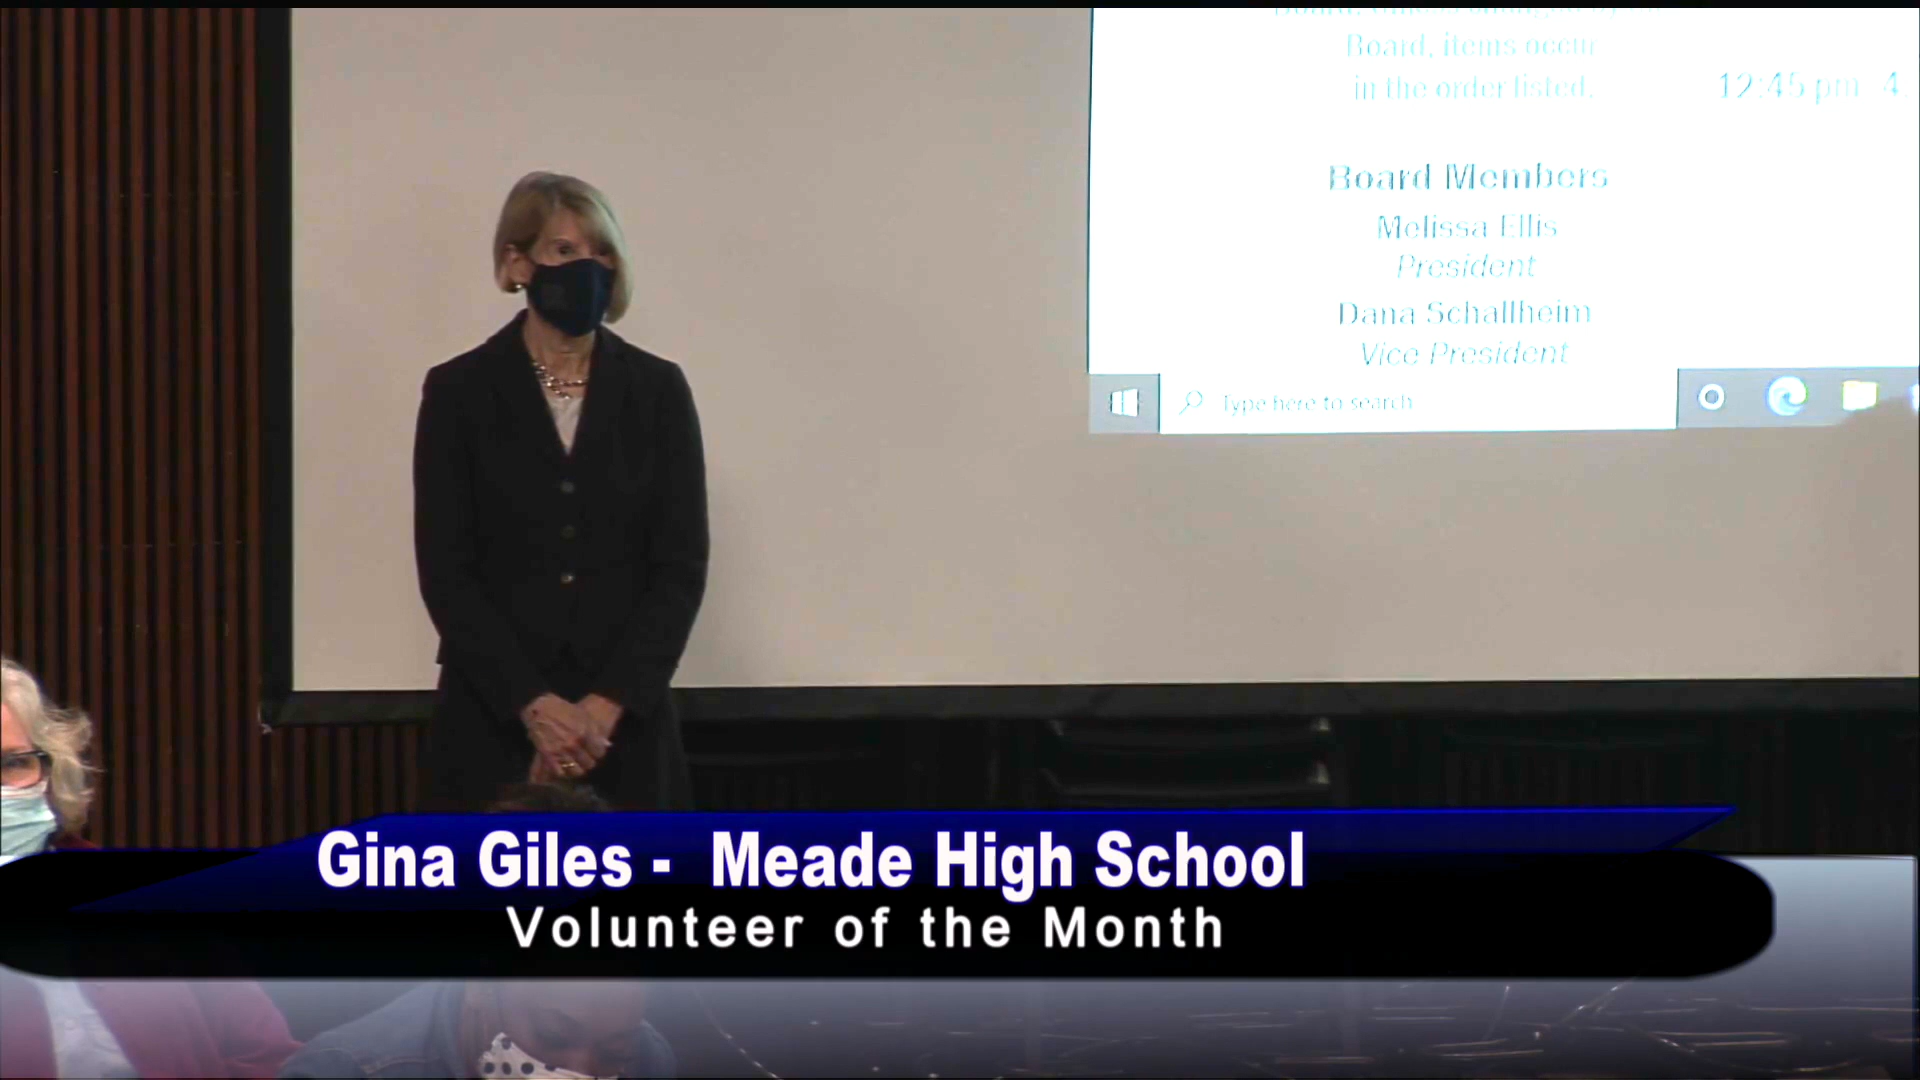 Board, items occur
in the order listed.
12:45 pm 4.
Board Members
Melissa Ellis
President
Dana Schallheim
Vice President
Type here to search
Gina Giles - Meade High School
Volunteer of the Month